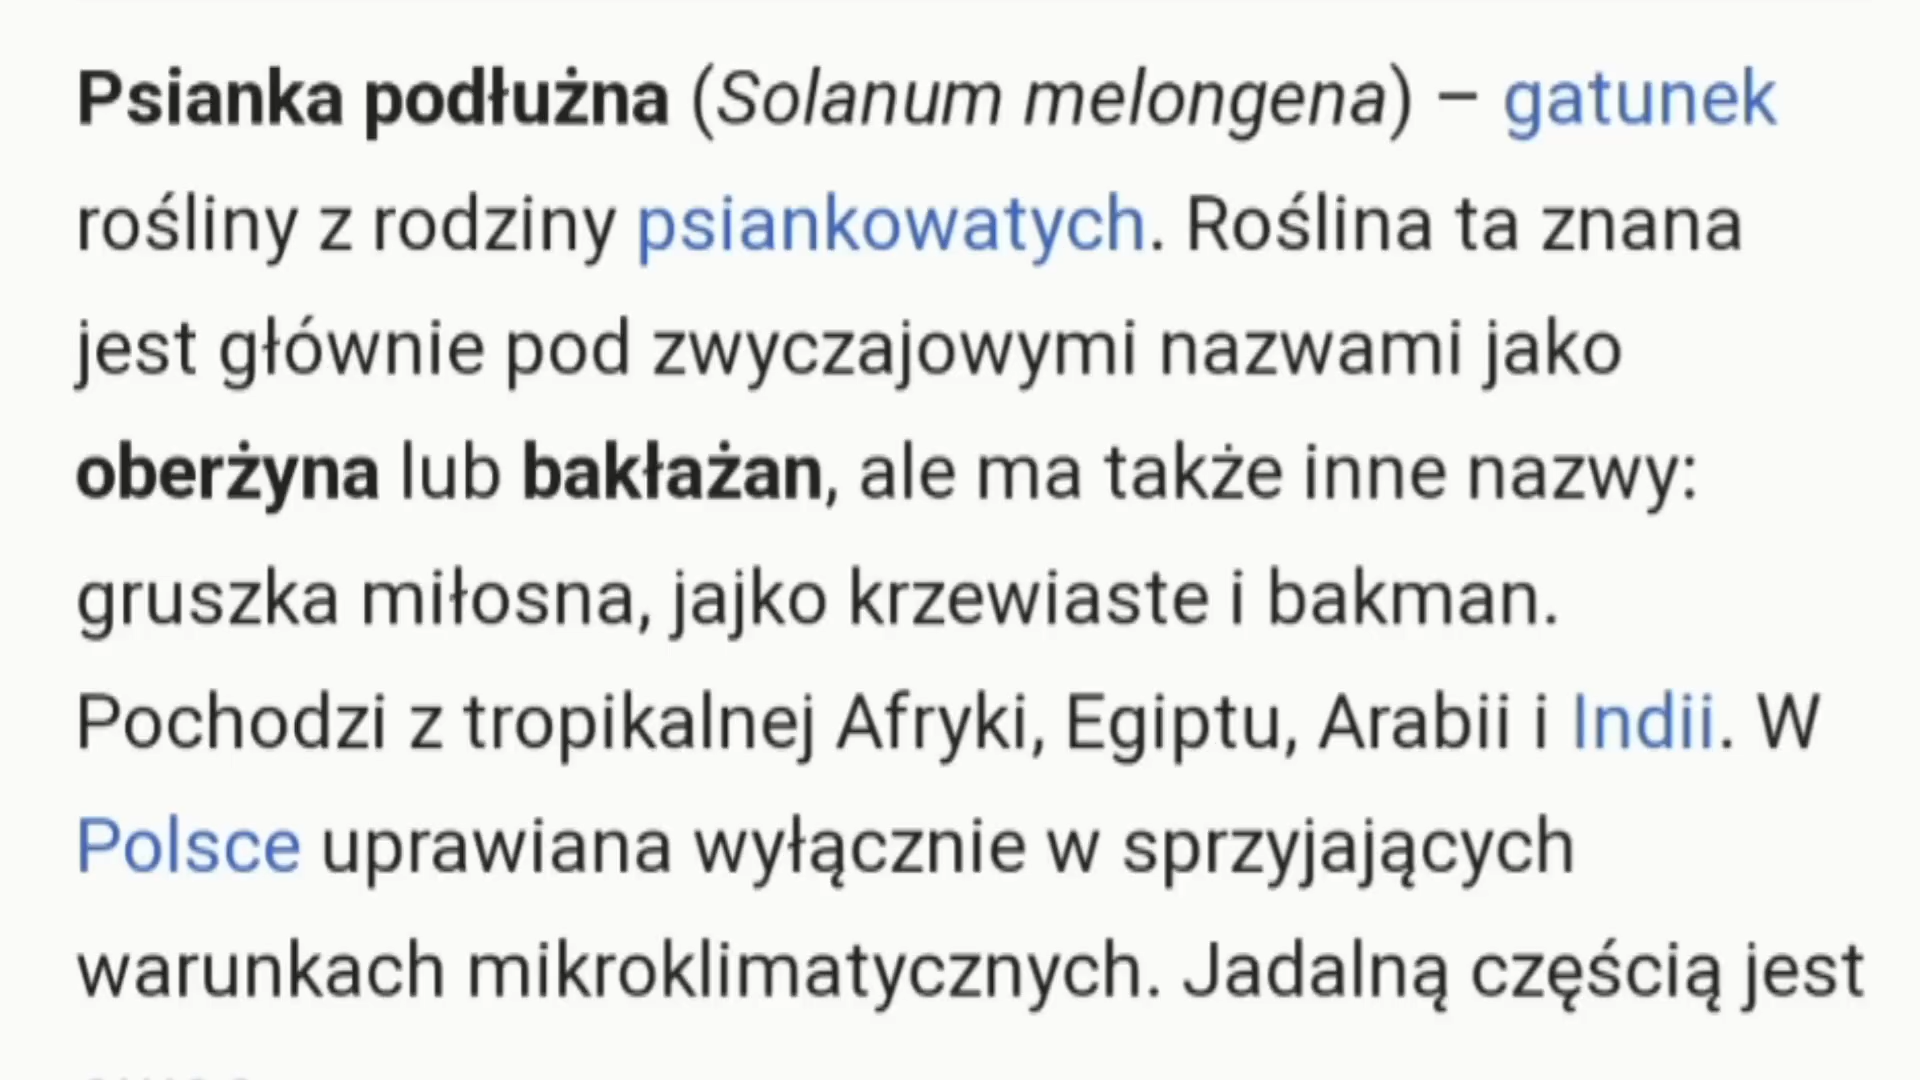 Psianka podłużna (Solanum melongena) – gatunek
rośliny z rodziny psiankowatych. Roślina ta znana
jest głównie pod zwyczajowymi nazwami jako
oberżyna lub bakłażan, ale ma także inne nazwy:
gruszka miłosna, jajko krzewiaste i bakman.
Pochodzi z tropikalnej Afryki, Egiptu, Arabii i Indii. W
Polsce uprawiana wyłącznie w sprzyjających
warunkach mikroklimatycznych. Jadalną częścią jest